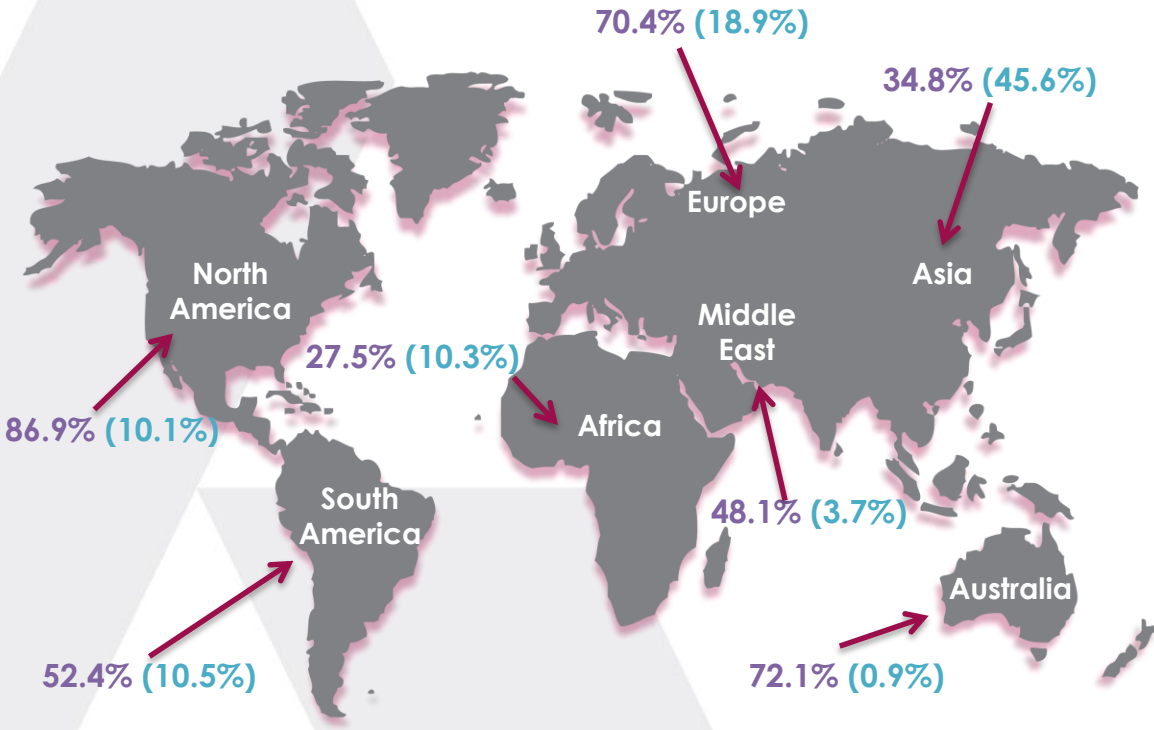 70.4% (18.9%)
34.8% (45.6%)
Europe
North
America
Asia
Middle
East
27.5% (10.3%)
86.9% (10.1%)
Africa
South
America
48.1% (3.7%)
Australia
52.4% (10.5%)
72.1% (0.9%)